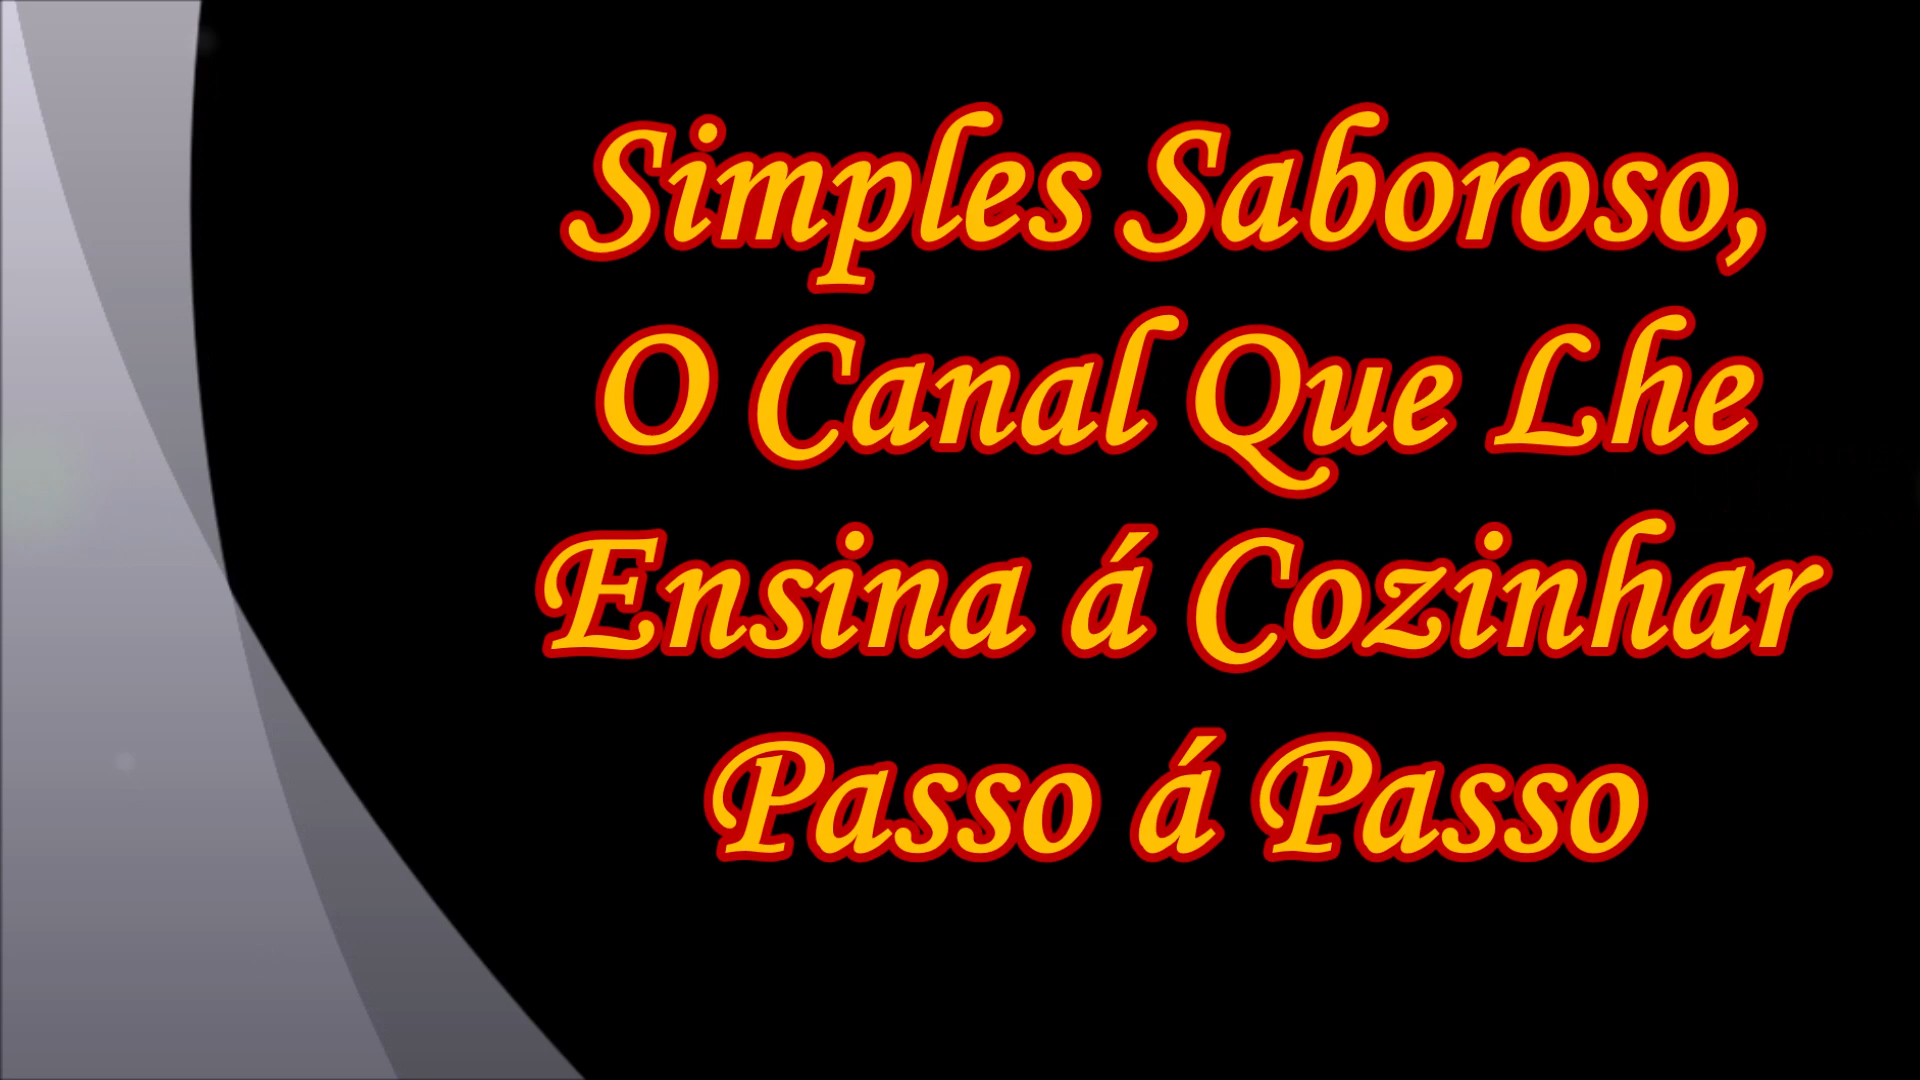 Simples Saboroso,
O Canal Que Lhe
Ensina á Cozinhar
Passo á Passo